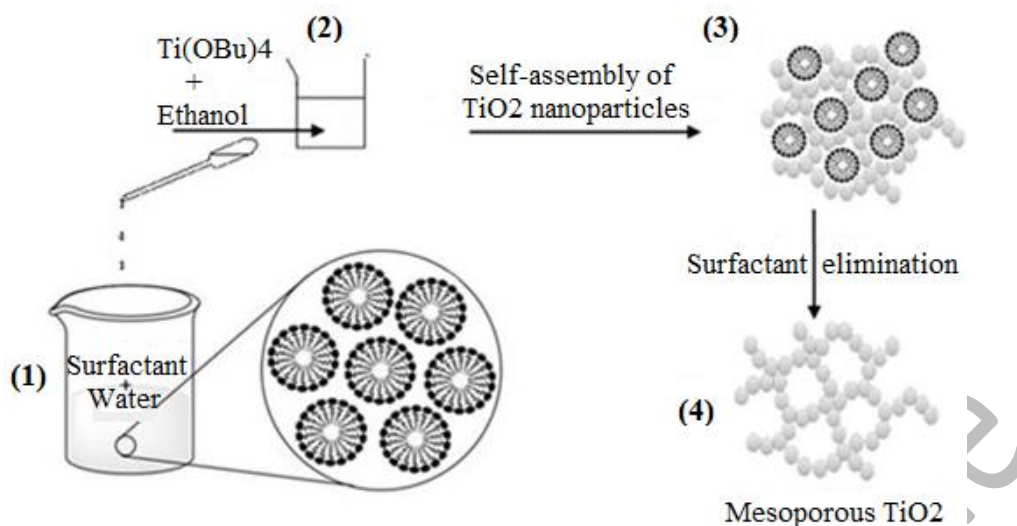 (2)
Ti(OBu)4
+
Ethanol
Self-assembly of
TiO2 nanoparticles
(3)
(1)
Surfactant
+
Water
Surfactant elimination
(4)
Mesoporous TiO2